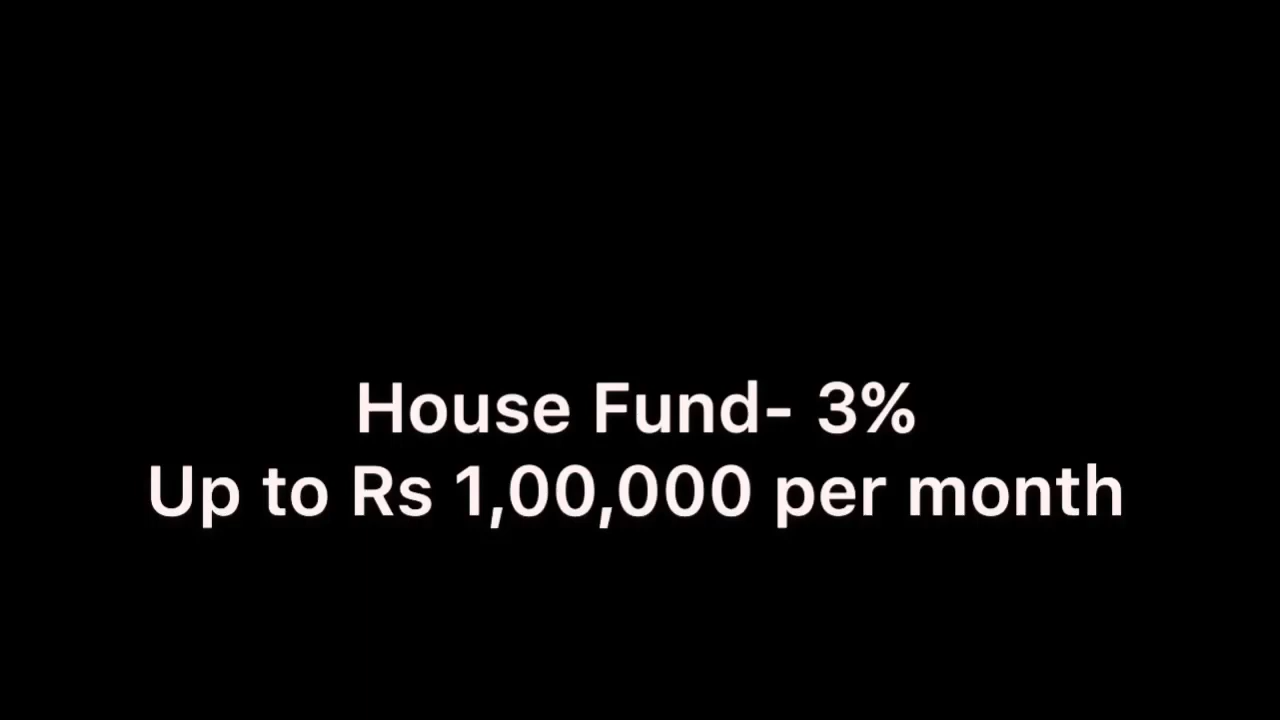 House Fund- 3%
Up to Rs 1,00,000 per month